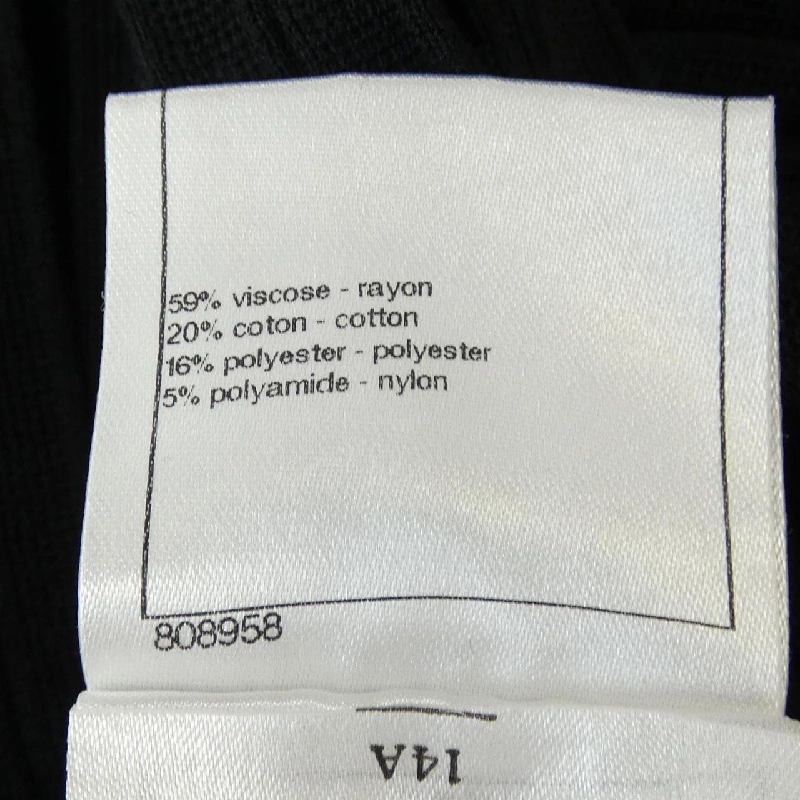 59% viscose - rayon
20% coton - cotton
16% polyester - polyester
5% polyamide - nylon
808958
14A